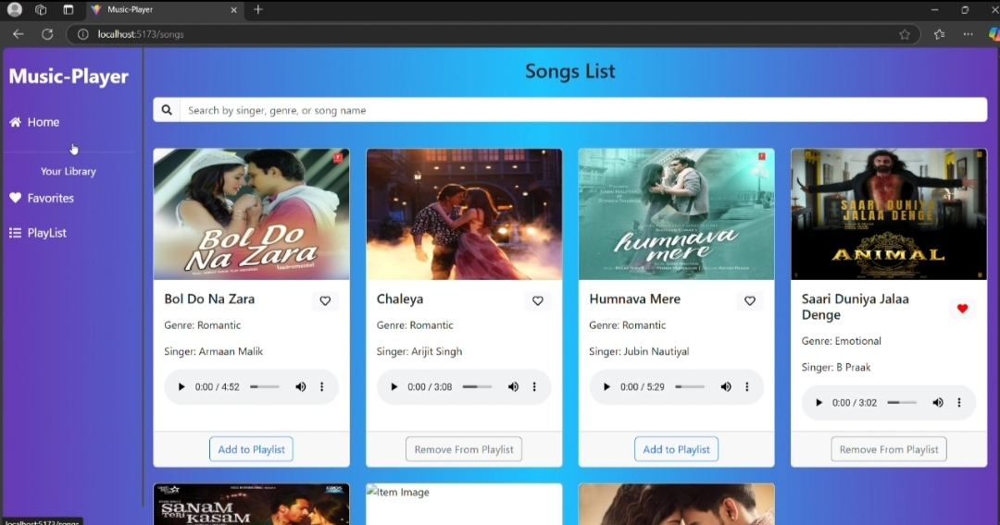 Music-Player
localhost:5173/songs
Music-Player
Home
Your Library
Favorites
PlayList
Songs List
Search by singer, genre, or song name
BOL DO
NA ZARA
Instrumental
humnava
mere
SAARI DUNIYA
JALAA DENGE
ANIMAL
Bol Do Na Zara
Genre: Romantic
Singer: Armaan Malik
0:00 / 4:52
Add to Playlist
Chaleya
Genre: Romantic
Singer: Arijit Singh
0:00 / 3:08
Remove From Playlist
Humnava Mere
Genre: Romantic
Singer: Jubin Nautiyal
0:00 / 5:29
Add to Playlist
Saari Duniya Jalaa
Denge
Genre: Emotional
Singer: B Praak
0:00 / 3:02
Remove From Playlist
SANAM
TERI KASAM
EROS
Item Image
localhost:5173/songs